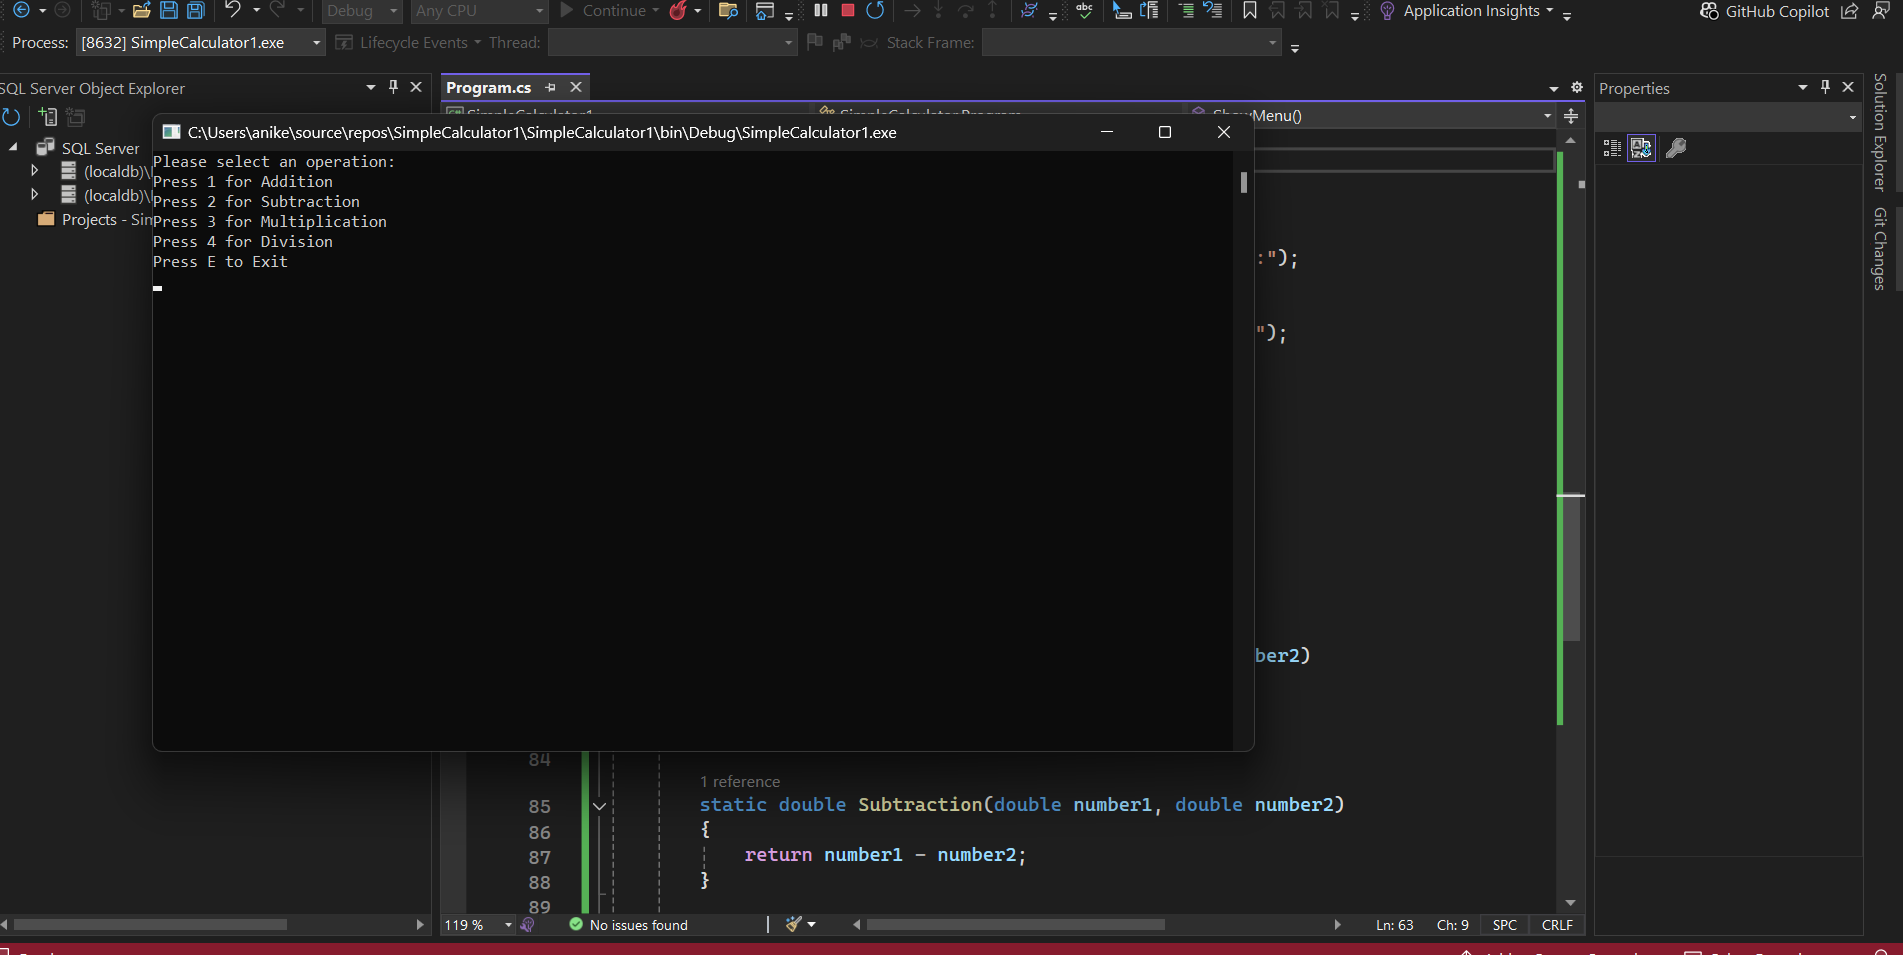 Debug
Any CPU
Continue
Application Insights
GitHub Copilot
Process:
[8632] SimpleCalculator1.exe
Lifecycle Events
Thread:
Stack Frame:
SQL Server Object Explorer
Program.cs
Properties
ShowMenu()
C:\Users\anike\source\repos\SimpleCalculator1\SimpleCalculator1\bin\Debug\SimpleCalculator1.exe
SQL Server
(localdb)\
(localdb)\
Projects - Sim
Please select an operation:
Press 1 for Addition
Press 2 for Subtraction
Press 3 for Multiplication
Press 4 for Division
Press E to Exit
:");
");
ber2)
84
1 reference
85 static double Subtraction(double number1, double number2)
86 {
87 return number1 - number2;
88 }
89
119 %
No issues found
Ln: 63
Ch: 9
SPC
CRLF
Solution Explorer
Git Changes